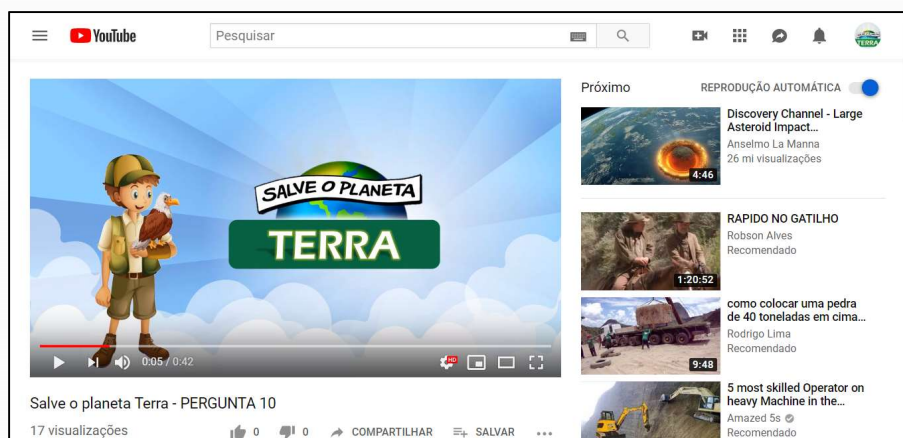 YouTube
Pesquisar
TERRA
Próximo
REPRODUÇÃO AUTOMÁTICA
SALVE O PLANETA
TERRA
0:05 / 0:42
HD
Discovery Channel - Large
Asteroid Impact...
Anselmo La Manna
26 mi visualizações
4:46
RAPIDO NO GATILHO
Robson Alves
Recomendado
1:20:52
como colocar uma pedra
de 40 toneladas em cima...
Rodrigo Lima
Recomendado
9:48
5 most skilled Operator on
heavy Machine in the...
Amazed 5s
Recomendado
Salve o planeta Terra - PERGUNTA 10
17 visualizações
0
0
COMPARTILHAR
SALVAR